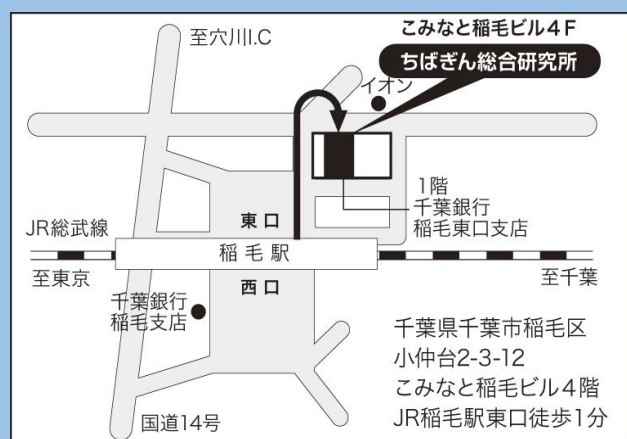 至穴川I.C
こみなと稲毛ビル4F
ちばぎん総合研究所
イオン
1階
千葉銀行
稲毛東口支店
JR総武線
東口
稲毛駅
至東京
至千葉
西口
千葉銀行
稲毛支店
国道14号
千葉県千葉市稲毛区
小仲台2-3-12
こみなと稲毛ビル4階
JR稲毛駅東口徒歩1分